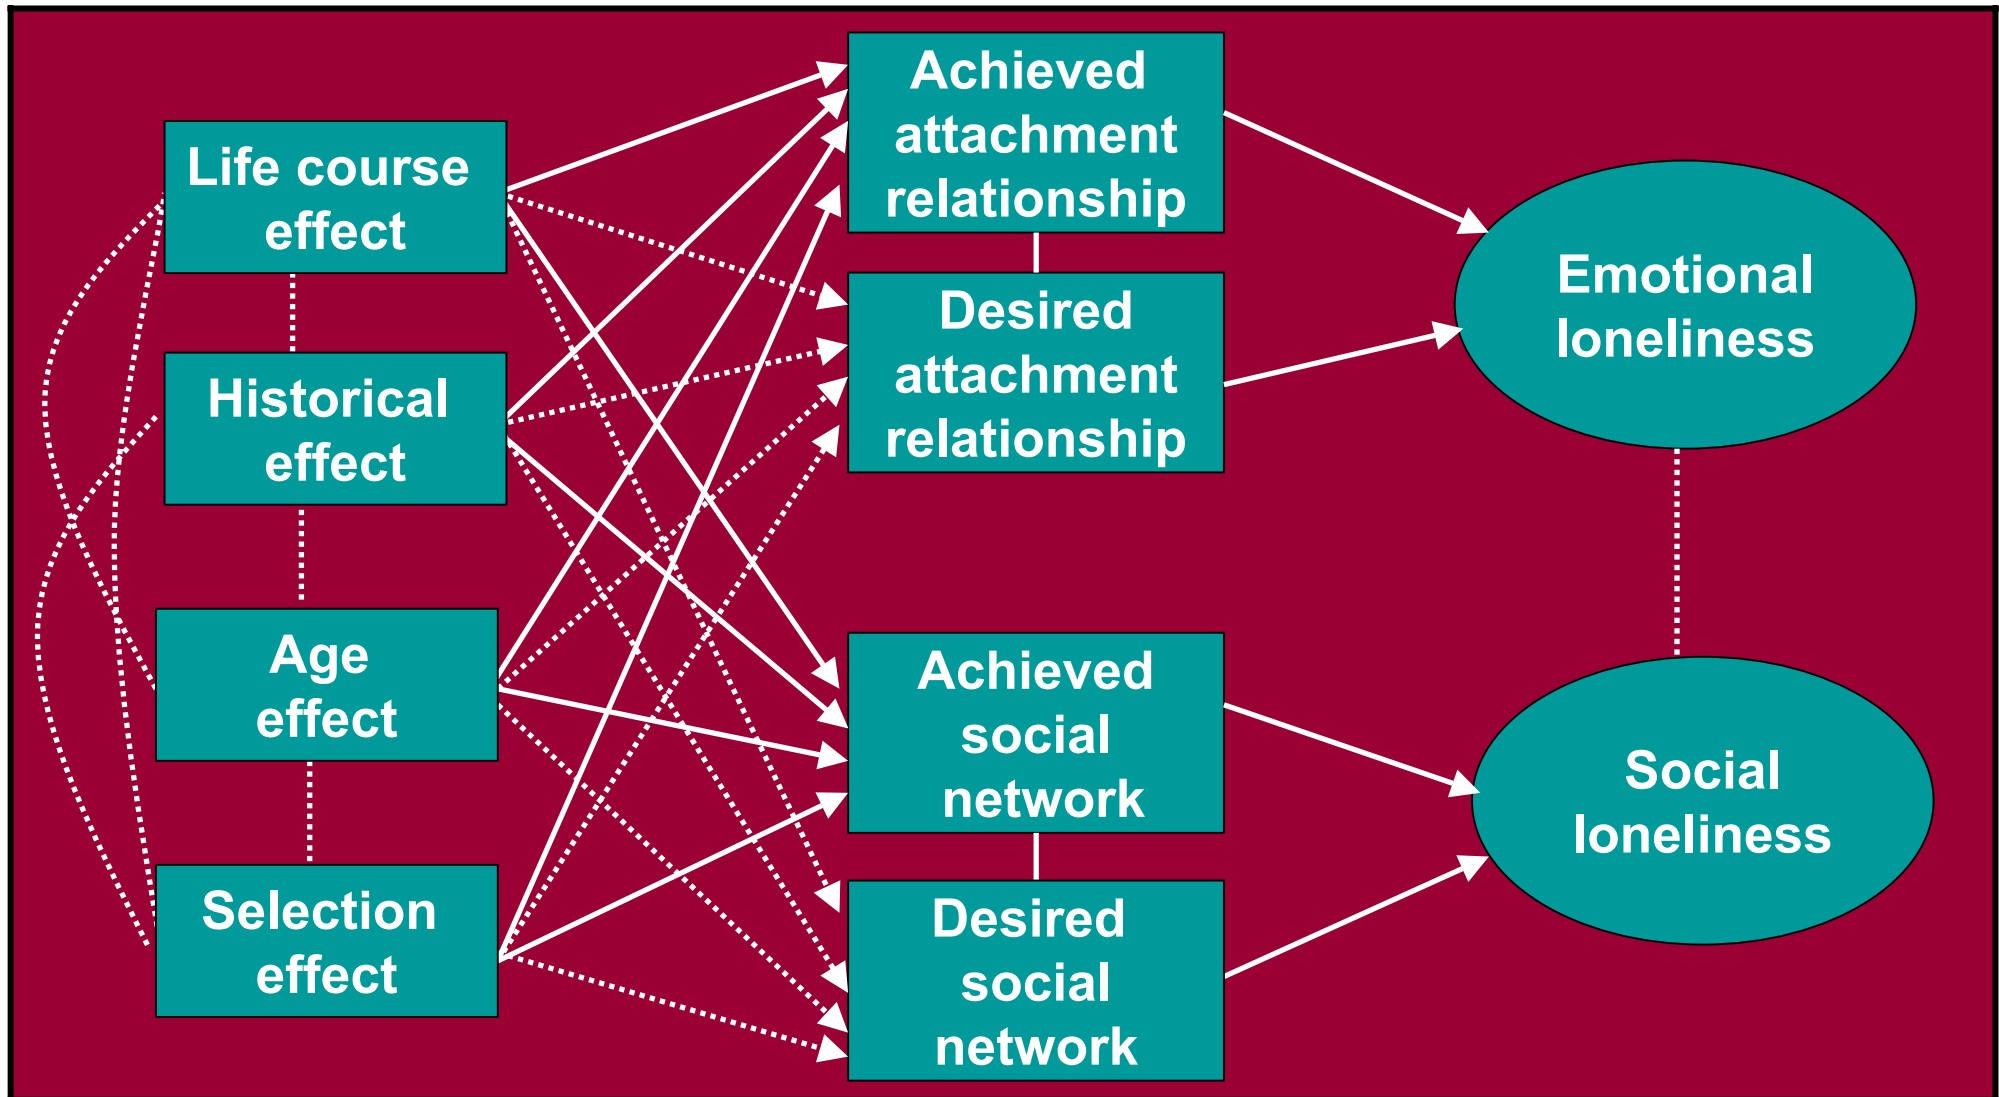 Life course
effect
Historical
effect
Age
effect
Selection
effect
Achieved
attachment
relationship
Desired
attachment
relationship
Achieved
social
network
Desired
social
network
Emotional
loneliness
Social
loneliness